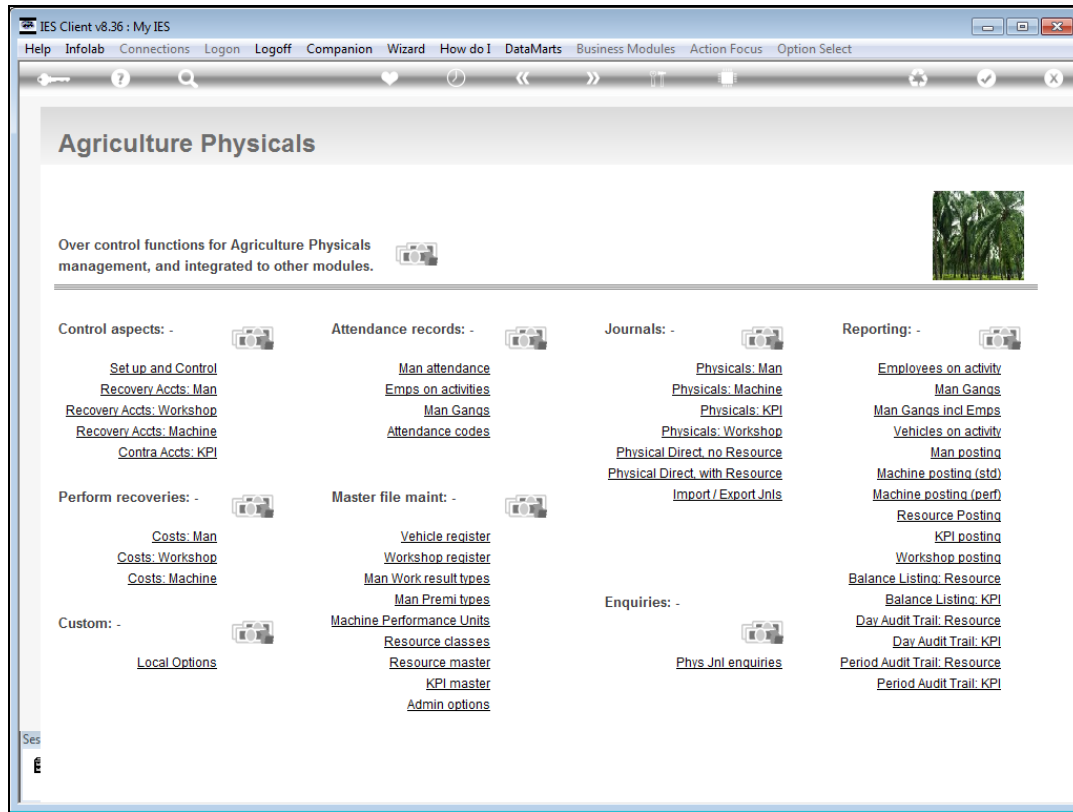 IES Client v8.36 : My IES
Help Infolab Connections Logon Logoff Companion Wizard How do I DataMarts Business Modules Action Focus Option Select
Agriculture Physicals
Over control functions for Agriculture Physicals
management, and integrated to other modules.
Control aspects: -
Set up and Control
Recovery Accts: Man
Recovery Accts: Workshop
Recovery Accts: Machine
Contra Accts: KPI
Perform recoveries: -
Costs: Man
Costs: Workshop
Costs: Machine
Custom: -
Local Options
Attendance records: -
Man attendance
Emps on activities
Man Gangs
Attendance codes
Master file maint: -
Vehicle register
Workshop register
Man Work result types
Man Premi types
Machine Performance Units
Resource classes
Resource master
KPI master
Admin options
Journals: -
Physicals: Man
Physicals: Machine
Physicals: KPI
Physicals: Workshop
Physical Direct, no Resource
Physical Direct, with Resource
Import / Export Jnls
Enquiries: -
Phys Jnl enquiries
Reporting: -
Employees on activity
Man Gangs
Man Gangs incl Emps
Vehicles on activity
Man posting
Machine posting (std)
Machine posting (perf)
Resource Posting
KPI posting
Workshop posting
Balance Listing: Resource
Balance Listing: KPI
Day Audit Trail: Resource
Day Audit Trail: KPI
Period Audit Trail: Resource
Period Audit Trail: KPI
Ses